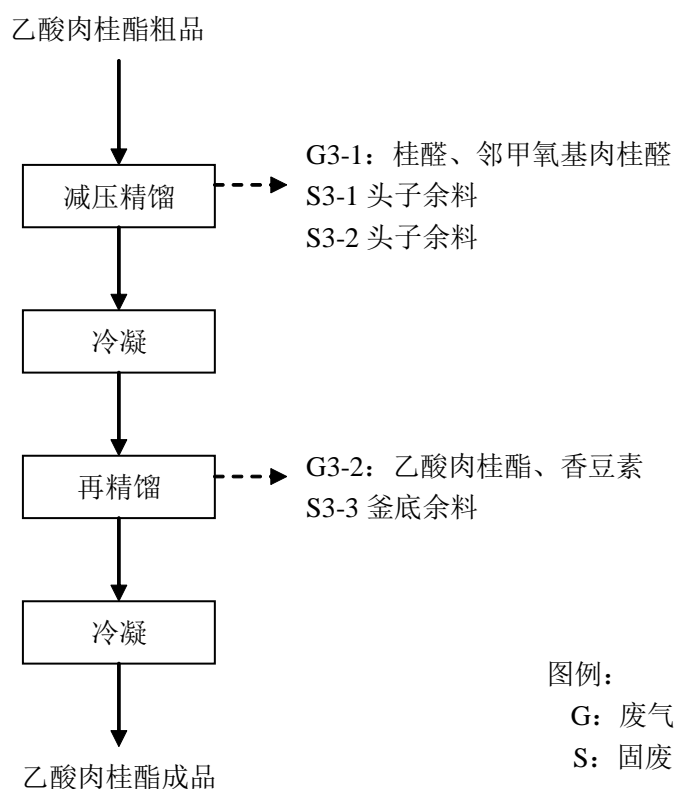 乙酸肉桂酯粗品
减压精馏
G3-1：桂醛、邻甲氧基肉桂醛
S3-1 头子余料
S3-2 头子余料
冷凝
再精馏
G3-2：乙酸肉桂酯、香豆素
S3-3 釜底余料
冷凝
乙酸肉桂酯成品
图例：
G：废气
S：固废